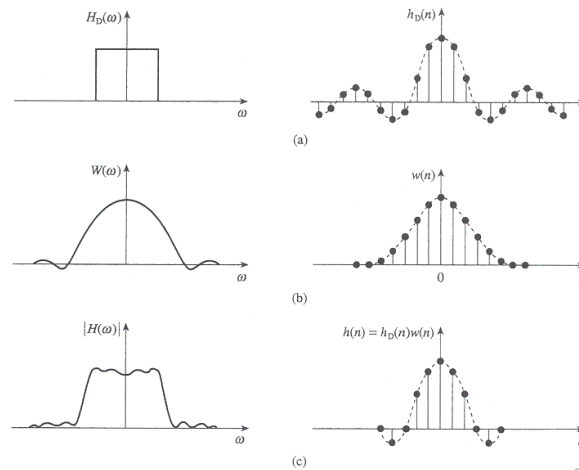 H_D(ω)
h_D(n)
ω
(a)
W(ω)
w(n)
ω
0
(b)
|H(ω)|
h(n) = h_D(n)w(n)
ω
(c)